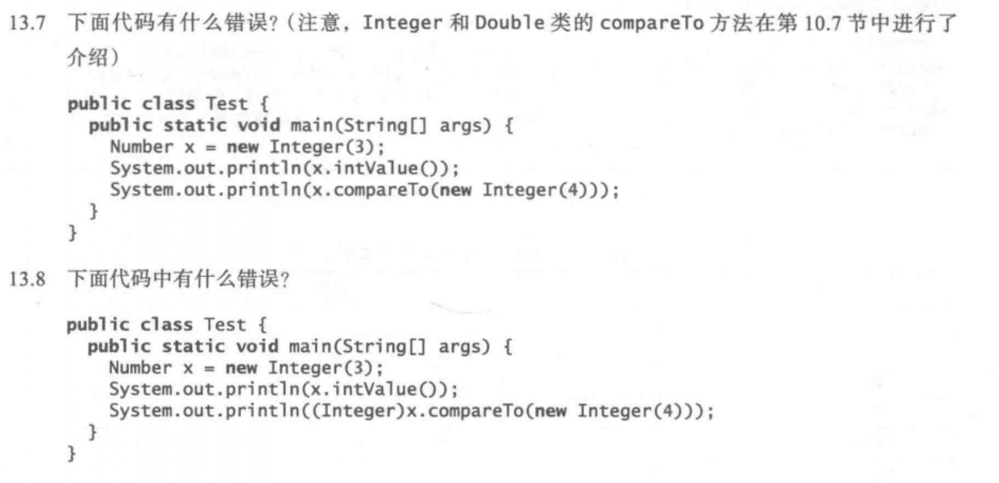 13.7 下面代码有什么错误?(注意,Integer 和 Double 类的 compareTo 方法在第 10.7 节中进行了
介绍)
public class Test {
  public static void main(String[] args) {
    Number x = new Integer(3);
    System.out.println(x.intValue());
    System.out.println(x.compareTo(new Integer(4)));
  }
}
13.8 下面代码中有什么错误?
public class Test {
  public static void main(String[] args) {
    Number x = new Integer(3);
    System.out.println(x.intValue());
    System.out.println((Integer)x.compareTo(new Integer(4)));
  }
}